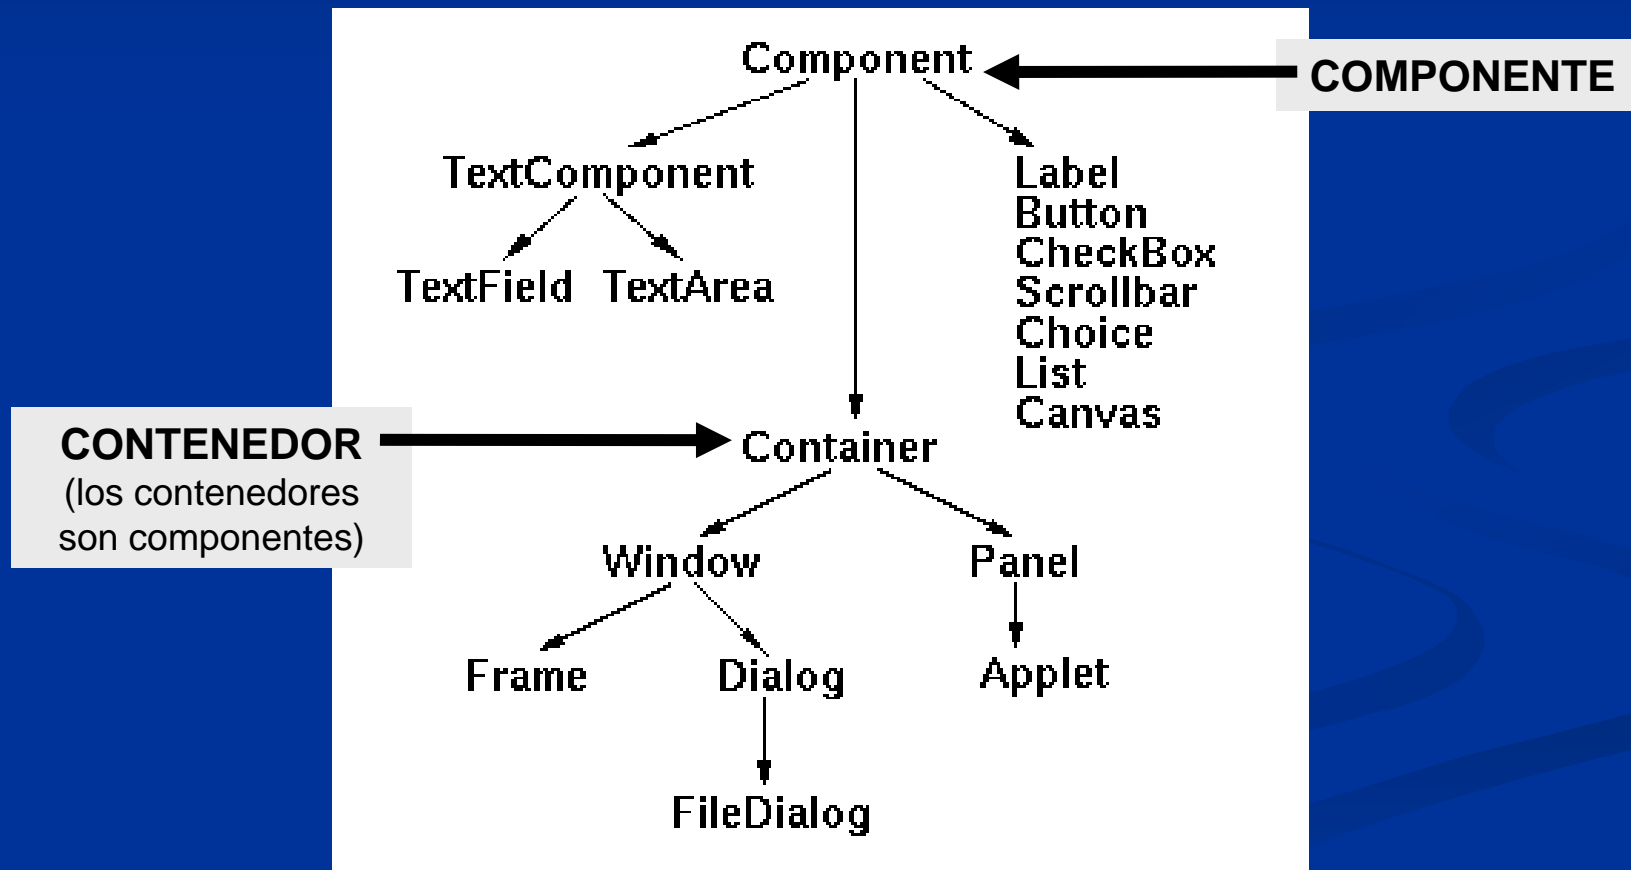 Component
COMPONENTE
TextComponent
Label
Button
CheckBox
Scrollbar
Choice
List
Canvas
TextField TextArea
CONTENEDOR
(los contenedores
son componentes)
Container
Window
Panel
Frame
Dialog
Applet
FileDialog